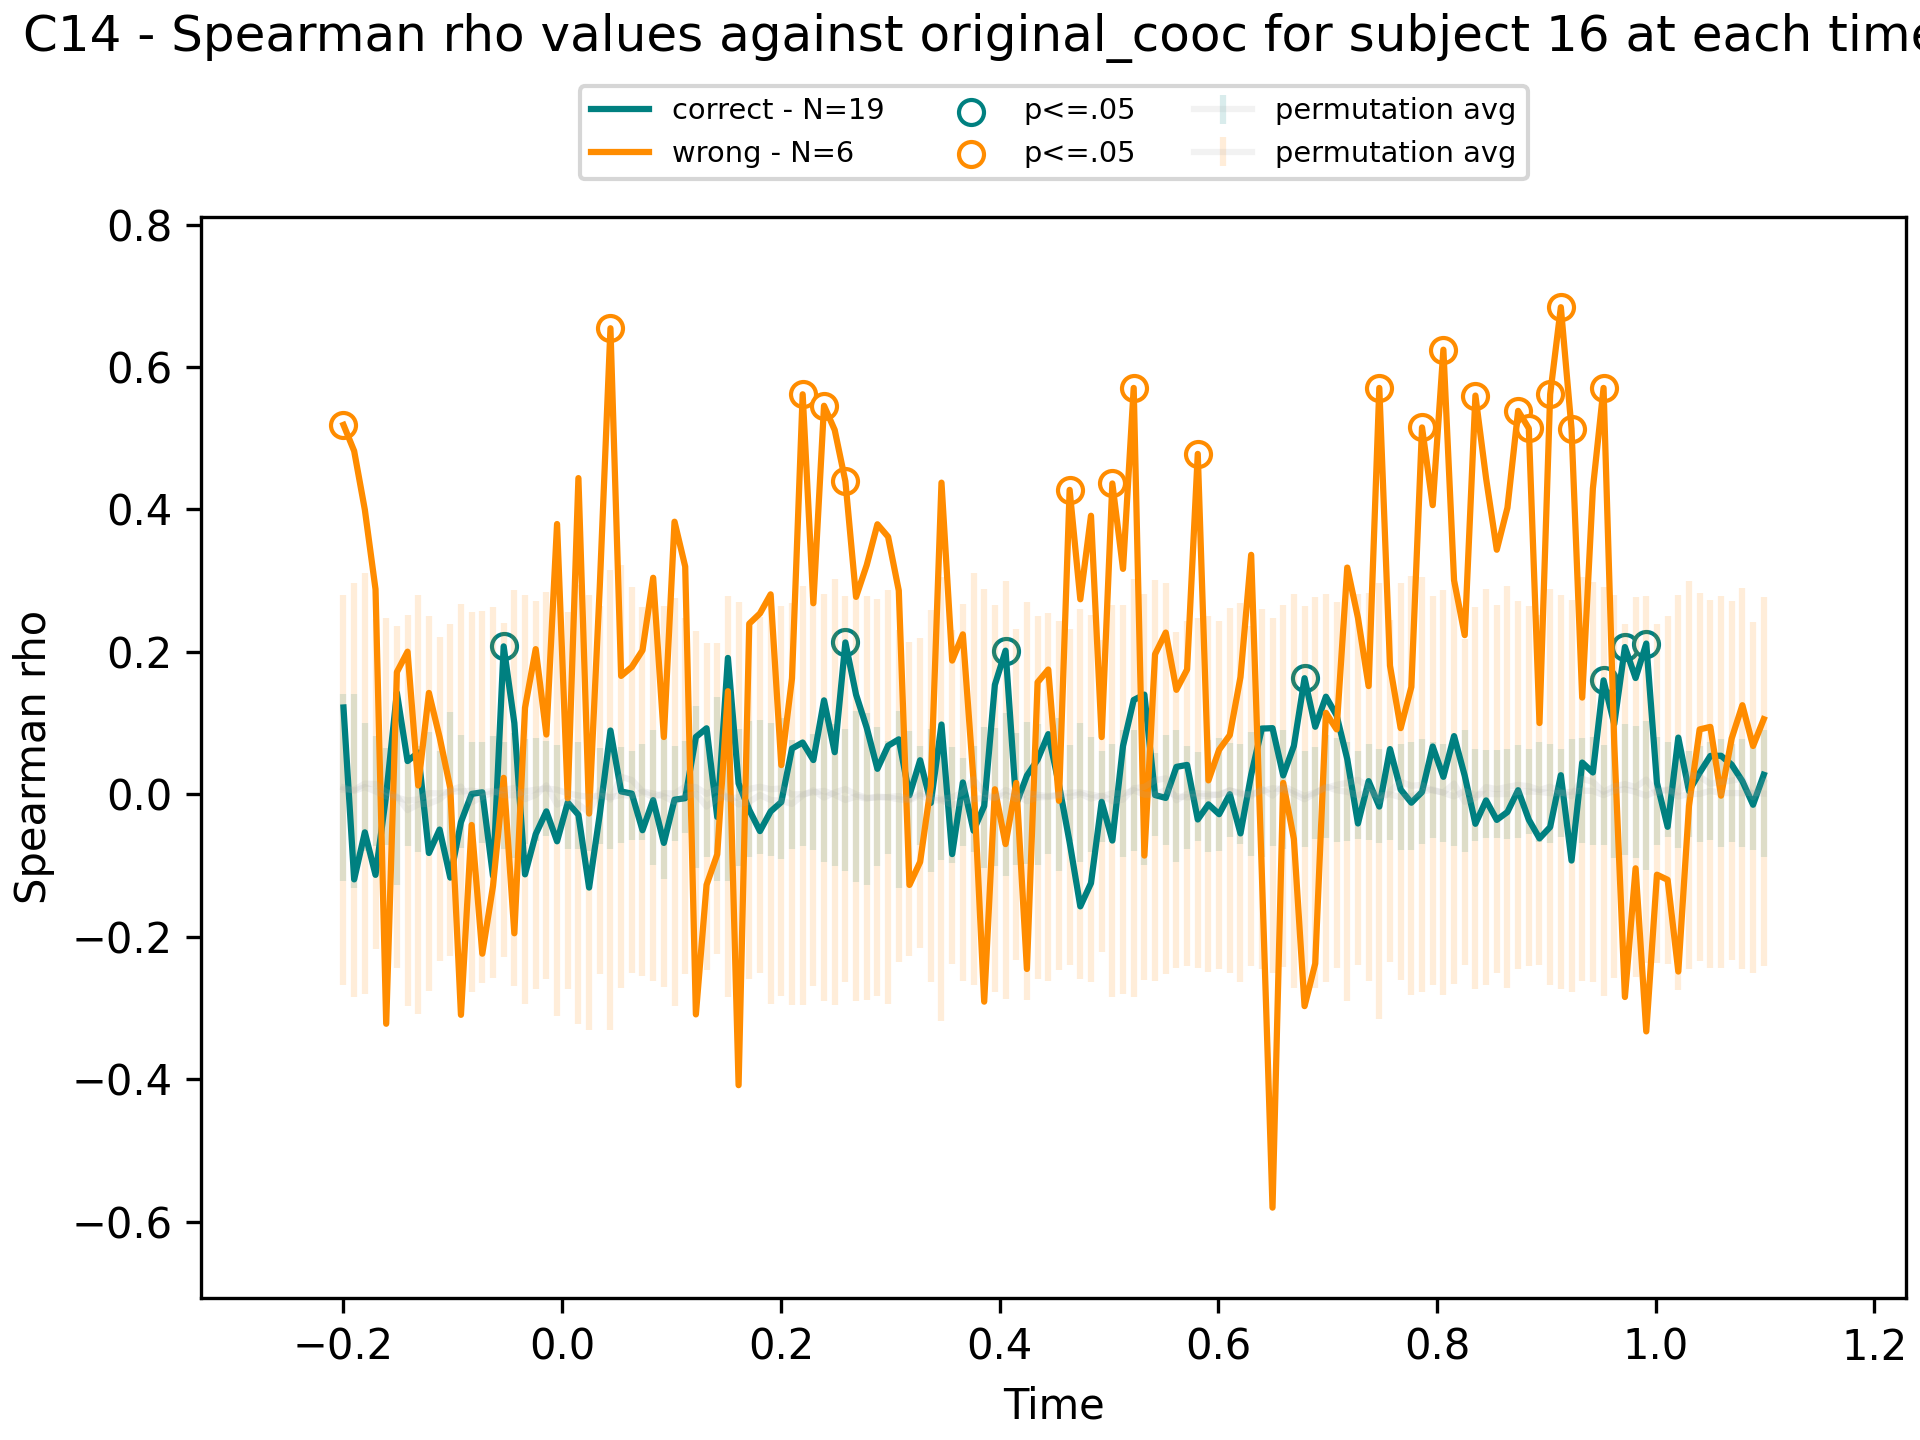 C14 - Spearman rho values against original_cooc for subject 16 at each time
correct - N=19
wrong - N=6
p<=.05
p<=.05
permutation avg
permutation avg
0.8
0.6
0.4
0.2
0.0
−0.2
−0.4
−0.6
Spearman rho
−0.2
0.0
0.2
0.4
0.6
0.8
1.0
1.2
Time